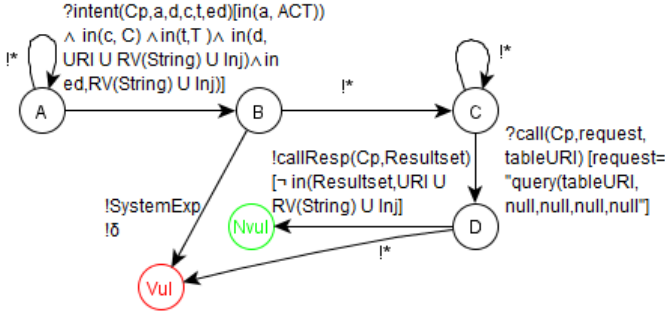 ?intent(Cp,a,d,c,t,ed)[in(a, ACT))
∧ in(c, C) ∧ in(t,T )∧ in(d,
URI U RV(String) U Inj)∧in
ed,RV(String) U Inj)]
!*
A
B
!*
C
!*
?call(Cp,request,
tableURI) [request=
"query(tableURI,
null,null,null,null"]
!callResp(Cp,Resultset)
[¬ in(Resultset,URI U
RV(String) U Inj]
!SystemExp
!δ
Nvul
D
!*
Vul